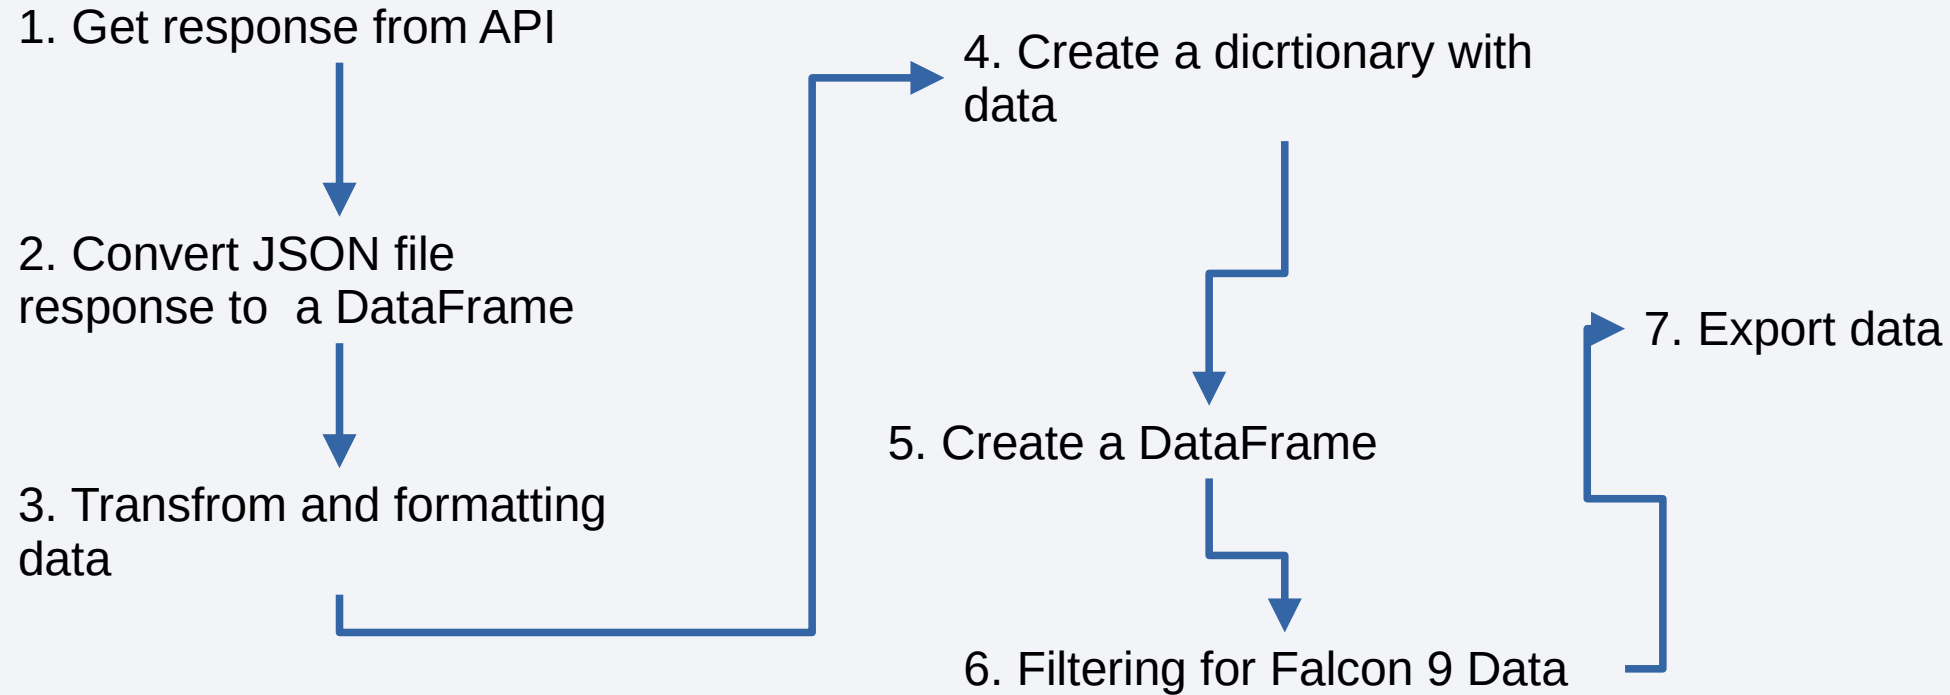 1. Get response from API
2. Convert JSON file
response to  a DataFrame
3. Transfrom and formatting
data
4. Create a dicrtionary with
data
5. Create a DataFrame
6. Filtering for Falcon 9 Data
7. Export data